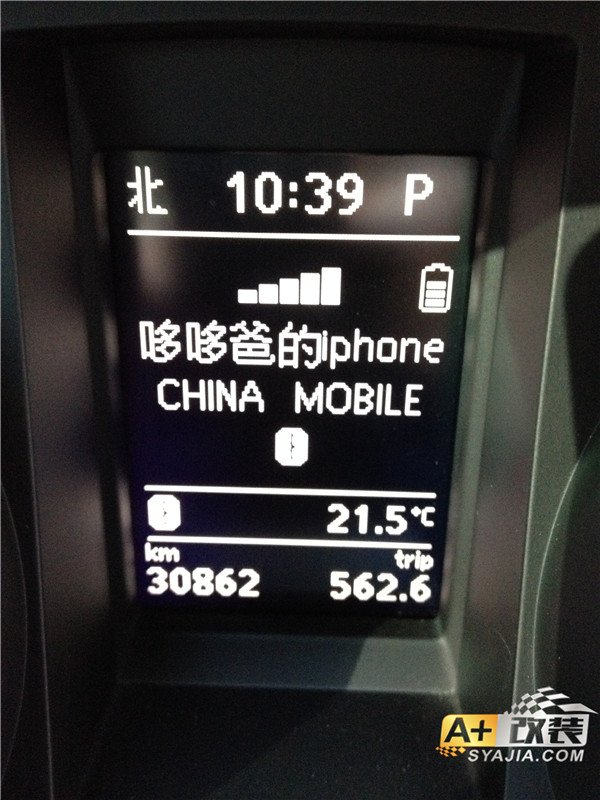 北 10:39 P
哆哆爸的iphone
CHINA MOBILE
21.5°C
km trip
30862 562.6
A+改装
SYAJIA.COM